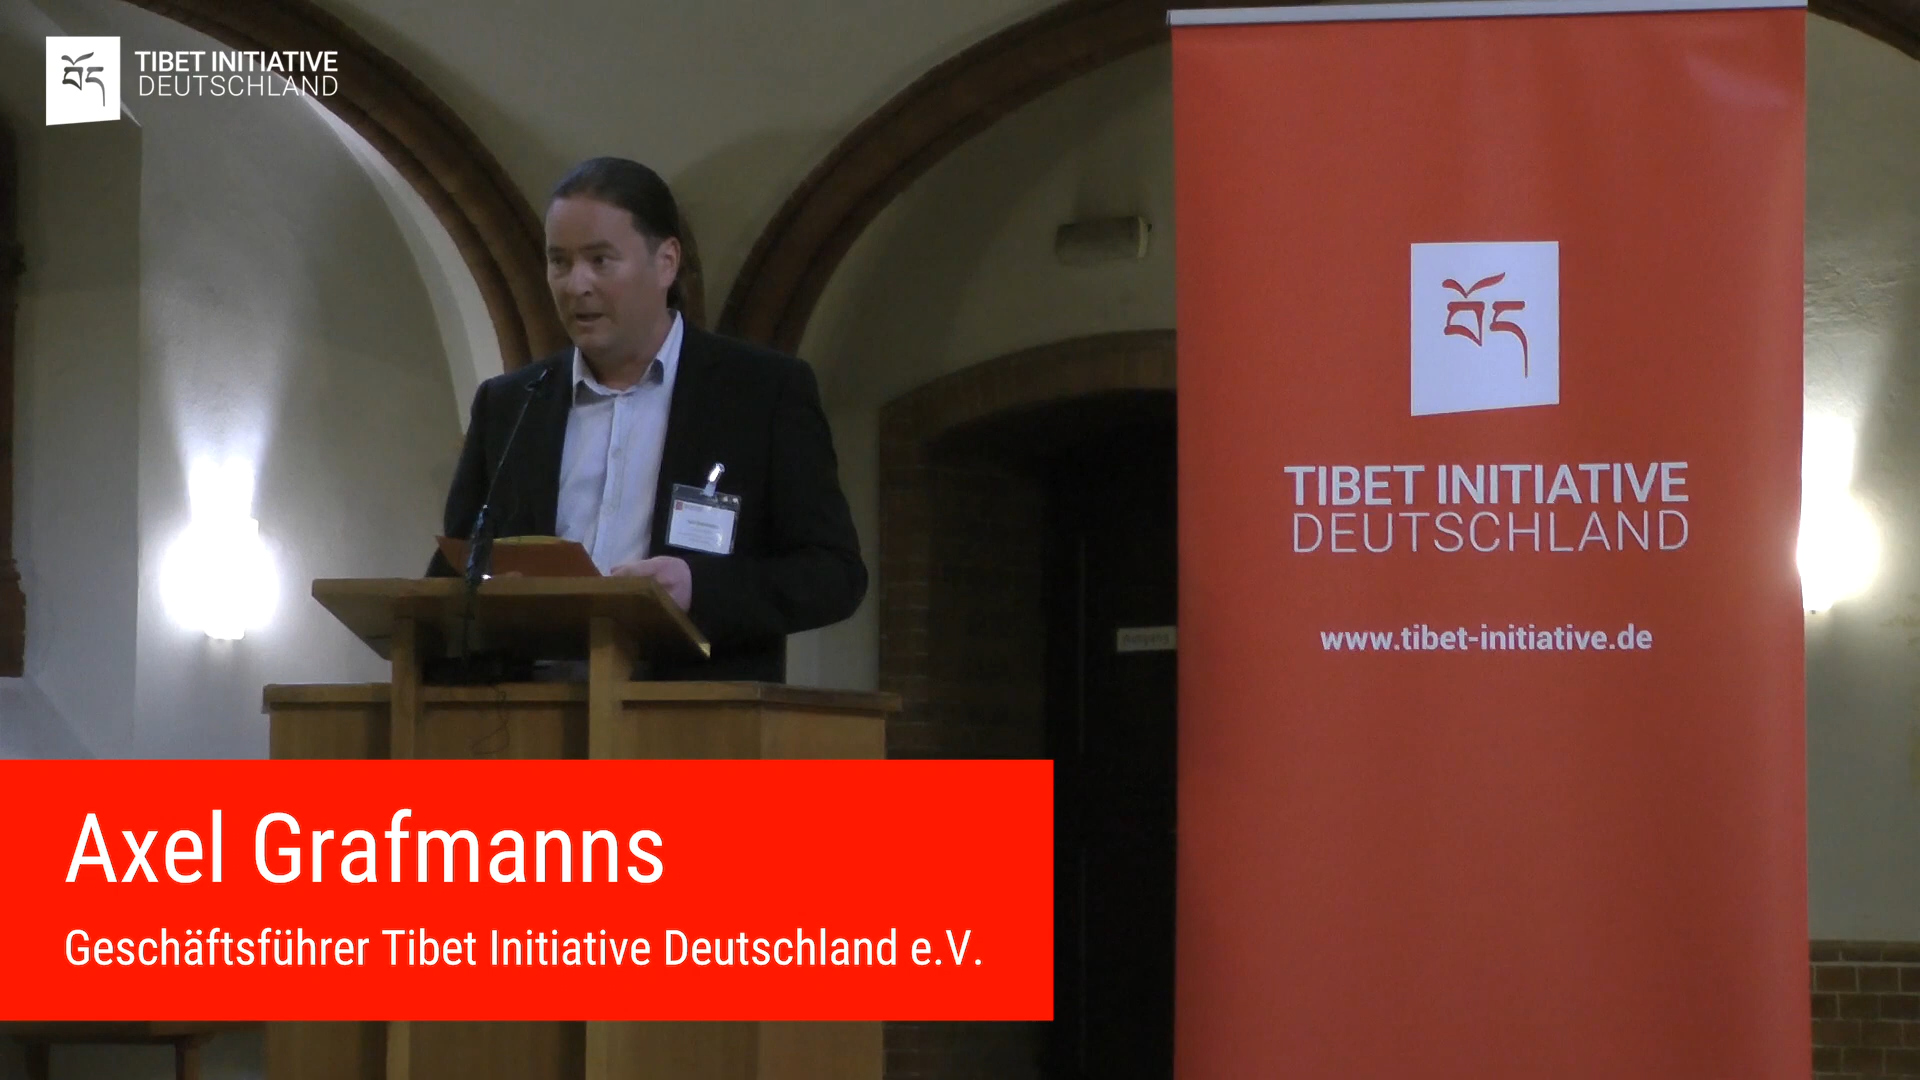 བོད
TIBET INITIATIVE
DEUTSCHLAND
བོད
TIBET INITIATIVE
DEUTSCHLAND
www.tibet-initiative.de
Axel Grafmanns
Geschäftsführer Tibet Initiative Deutschland e.V.